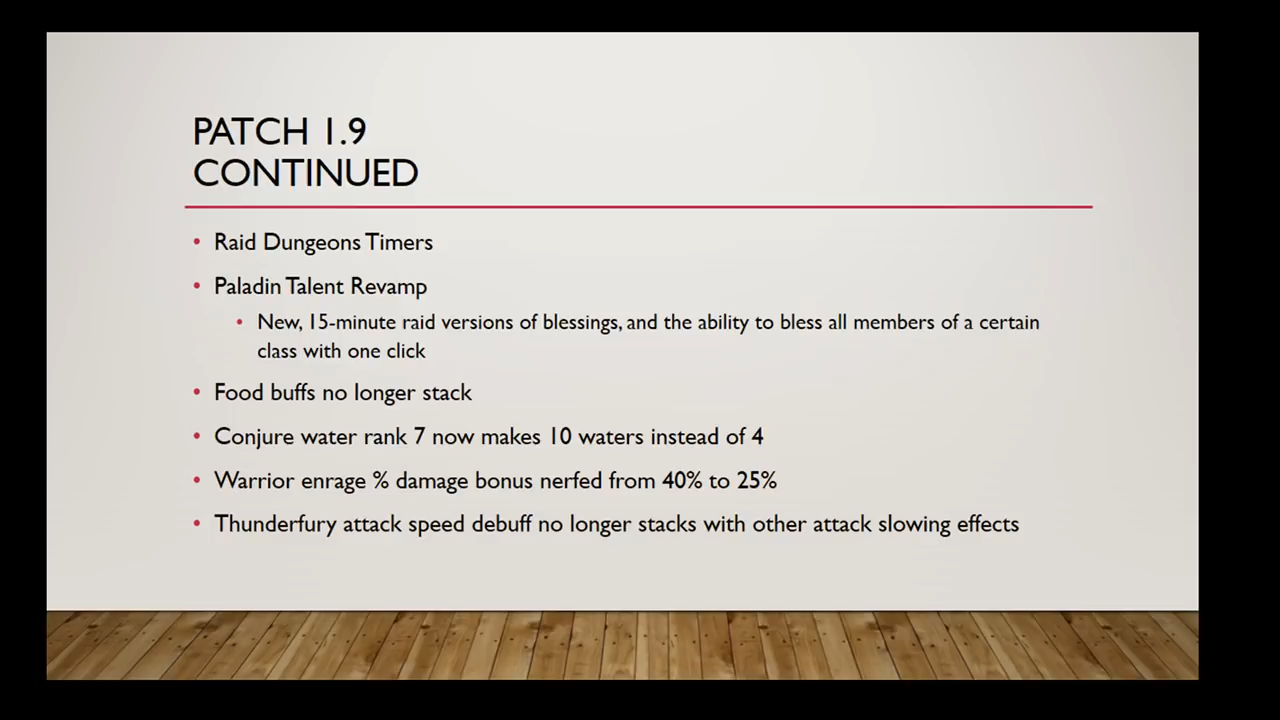 PATCH 1.9
CONTINUED
• Raid Dungeons Timers
• Paladin Talent Revamp
• New, 15-minute raid versions of blessings, and the ability to bless all members of a certain
class with one click
• Food buffs no longer stack
• Conjure water rank 7 now makes 10 waters instead of 4
• Warrior enrage % damage bonus nerfed from 40% to 25%
• Thunderfury attack speed debuff no longer stacks with other attack slowing effects